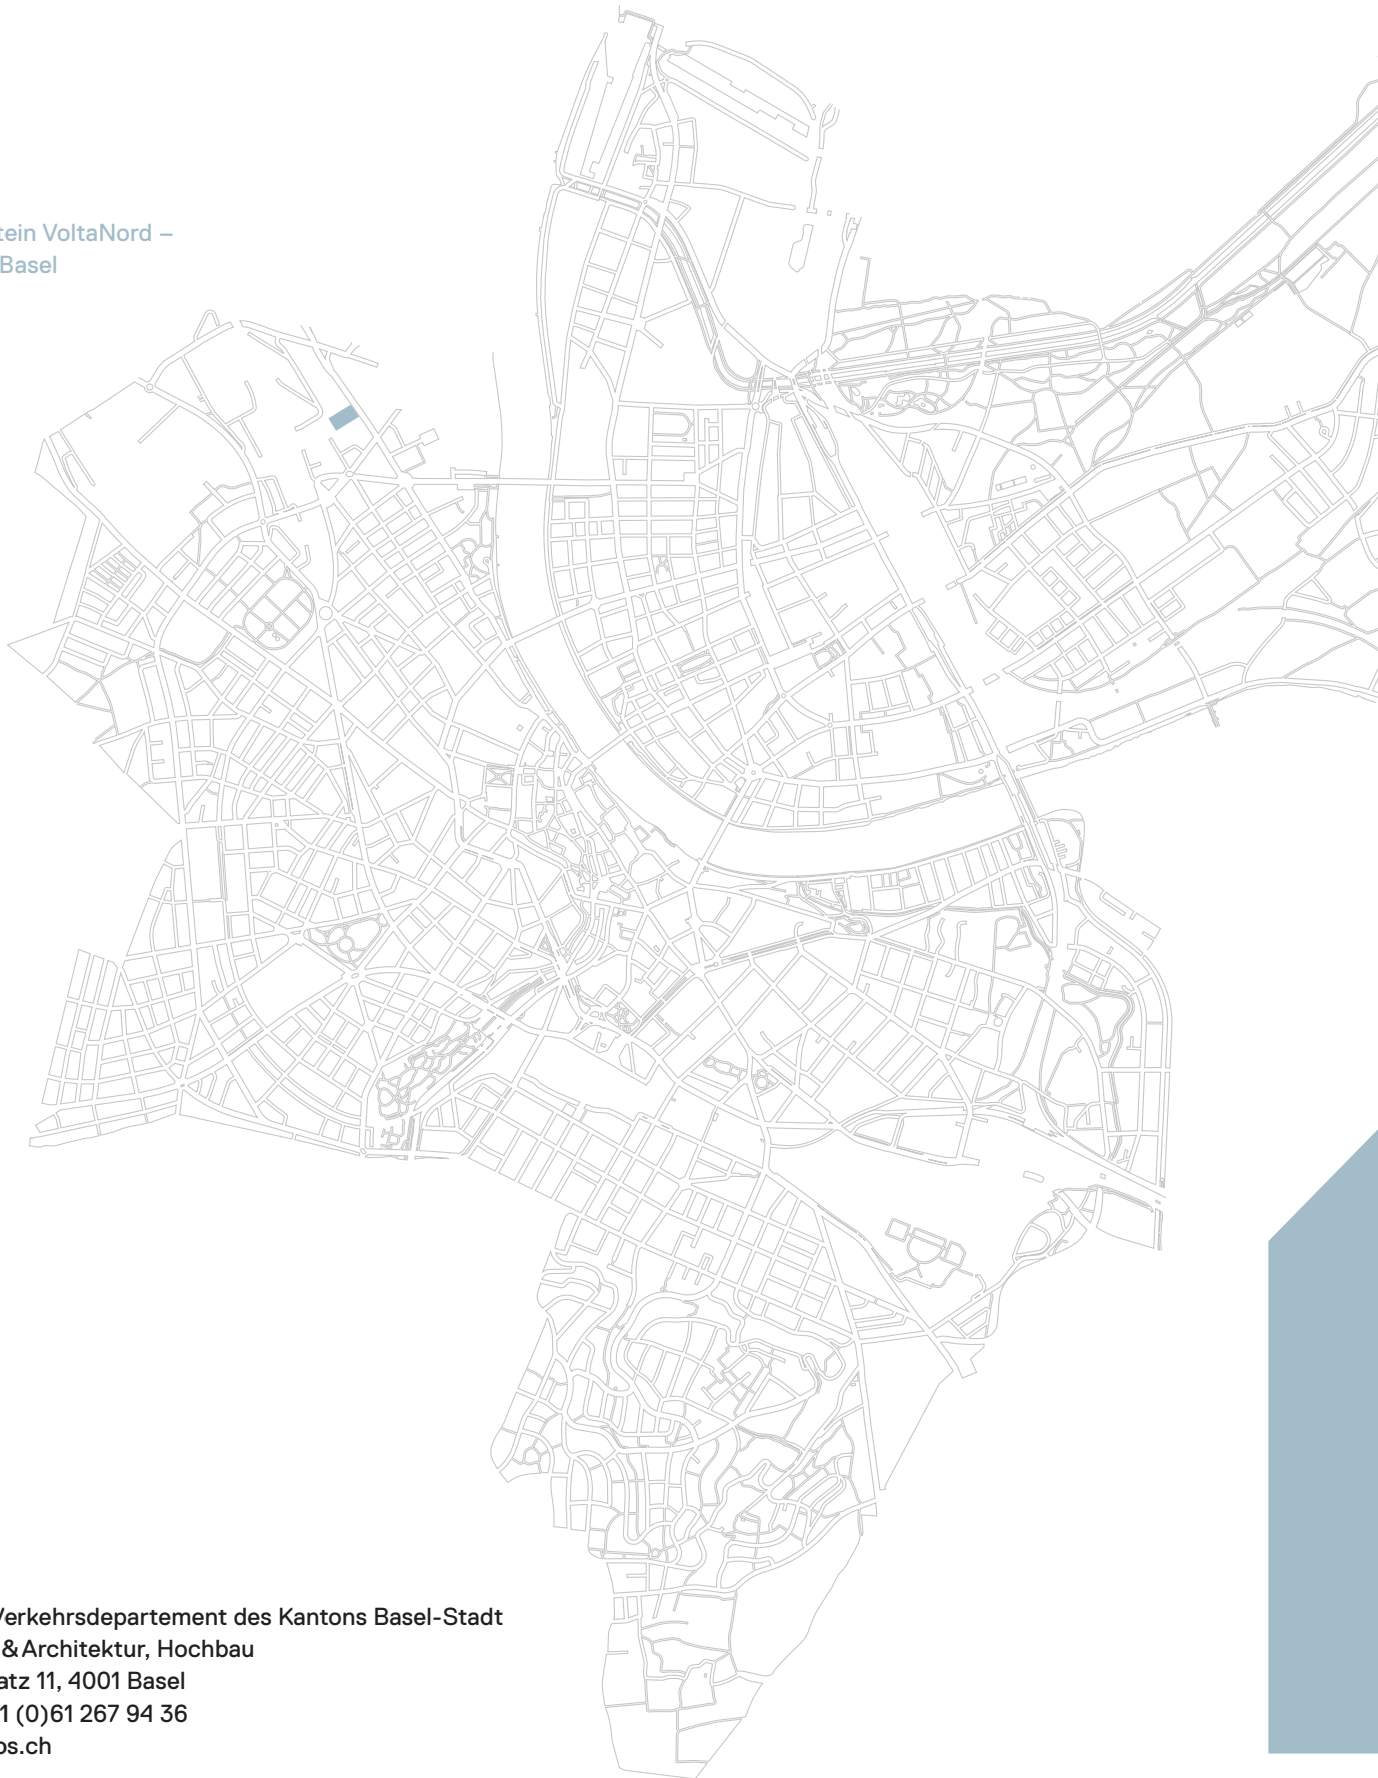 tein VoltaNord –
Basel
Verkehrsdepartement des Kantons Basel-Stadt
& Architektur, Hochbau
atz 11, 4001 Basel
1 (0)61 267 94 36
os.ch